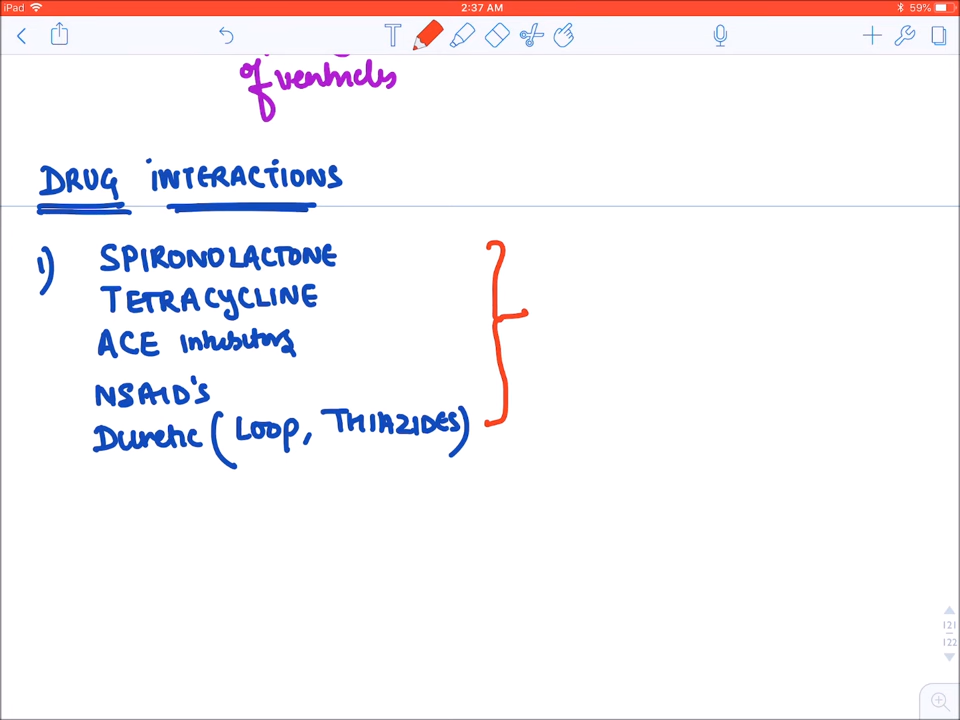 iPad 2:37 AM 59%
T
of ventricles
DRUG INTERACTIONS
1) SPIRONOLACTONE
TETRACYCLINE
ACE Inhibitors
NSAID's
Diuretic (Loop, THIAZIDES)
121
122